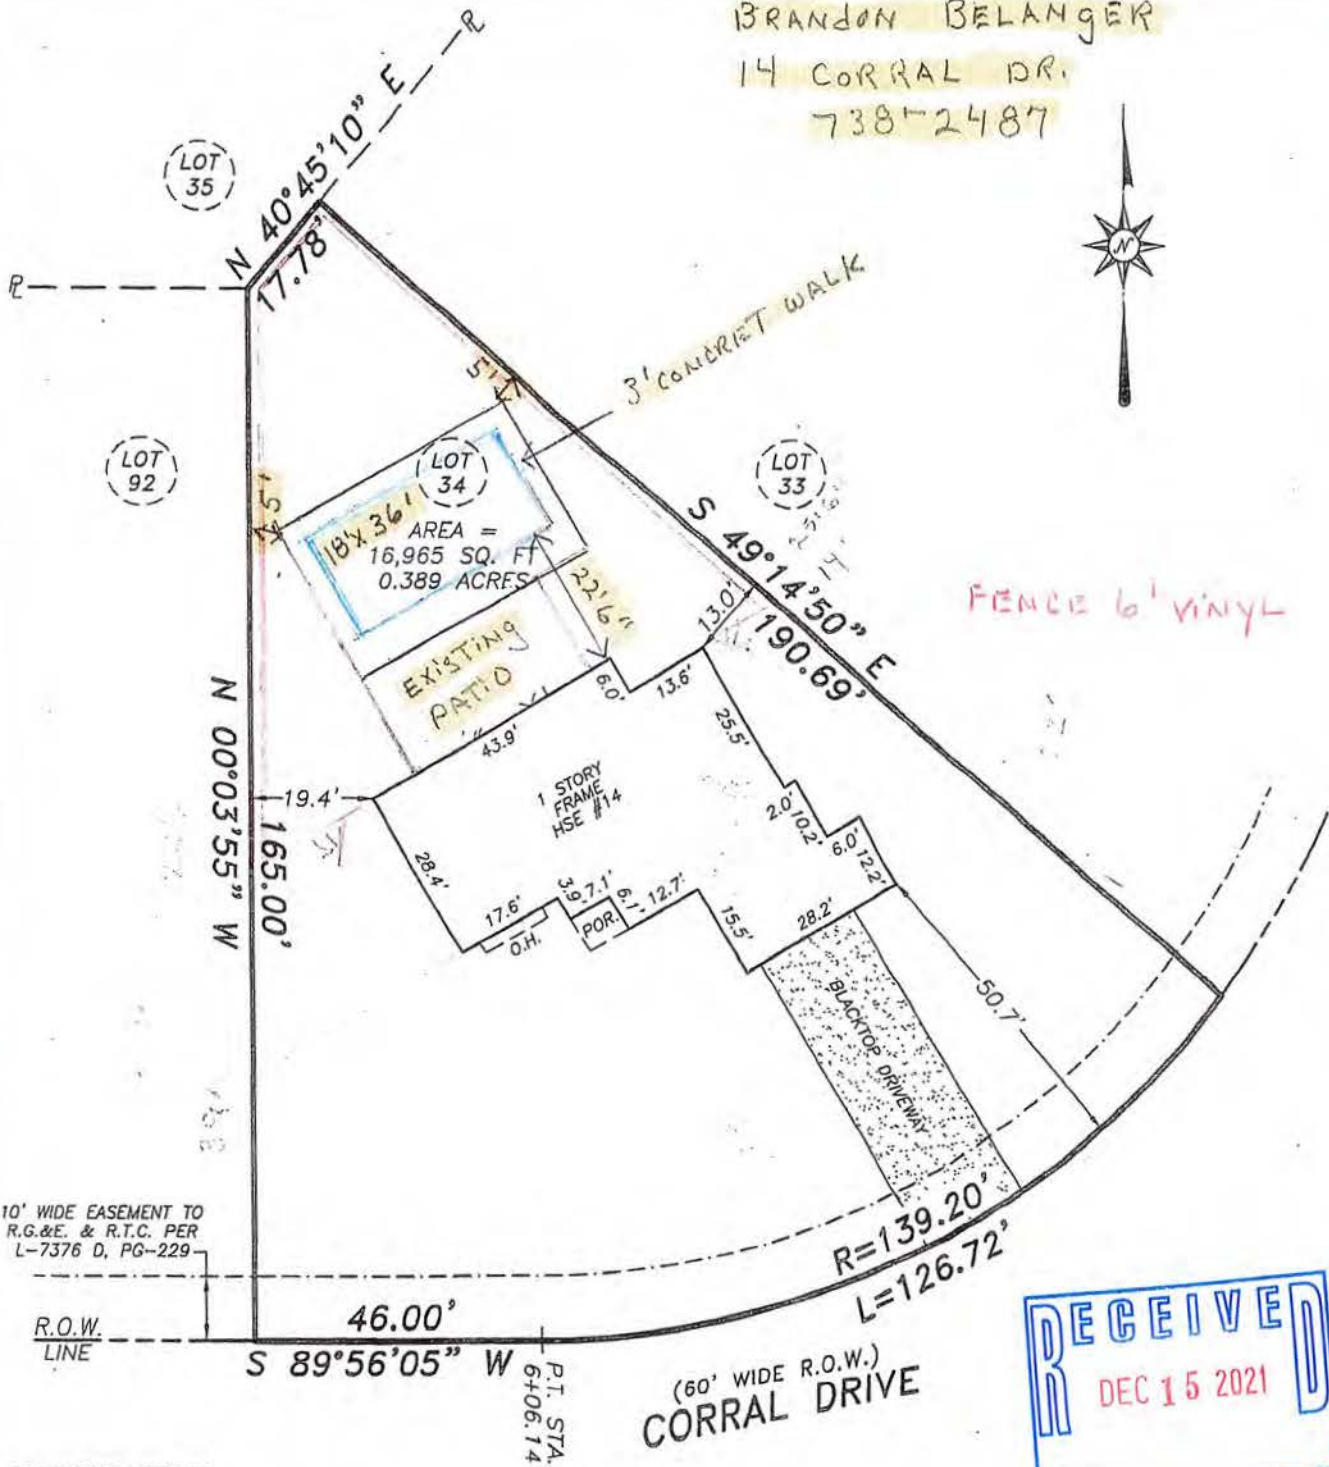 BRANDON BELANGER
14 CORRAL DR.
738-2487
N 40°45'10" E
17.78'
LOT
35
N
3' CONCRET WALK
5'
5'
LOT
92
LOT
34
18'X36'
AREA =
16,965 SQ. FT
0.389 ACRES
LOT
33
S 49°14'50" E
190.69'
FENCE 6' VINYL
22'6"
13.0'
EXISTING
PATIO
6.0'
13.6'
43.9'
25.5'
1 STORY
FRAME
HSE #14
2.0'
10.2'
6.0'
12.2'
19.4'
N 00°03'55" W
165.00'
28.4'
17.6'
O.H.
3.9'
7.1'
POR.
6.1'
12.7'
15.5'
28.2'
BLACKTOP DRIVEWAY
50.7'
10' WIDE EASEMENT TO
R.G.&E. & R.T.C. PER
L-7376 D, PG-229
R=139.20'
L=126.72'
R.O.W.
LINE
46.00'
S 89°56'05" W
P.T. STA.
6+06.14
(60' WIDE R.O.W.)
CORRAL DRIVE
RECEIVED
DEC 15 2021